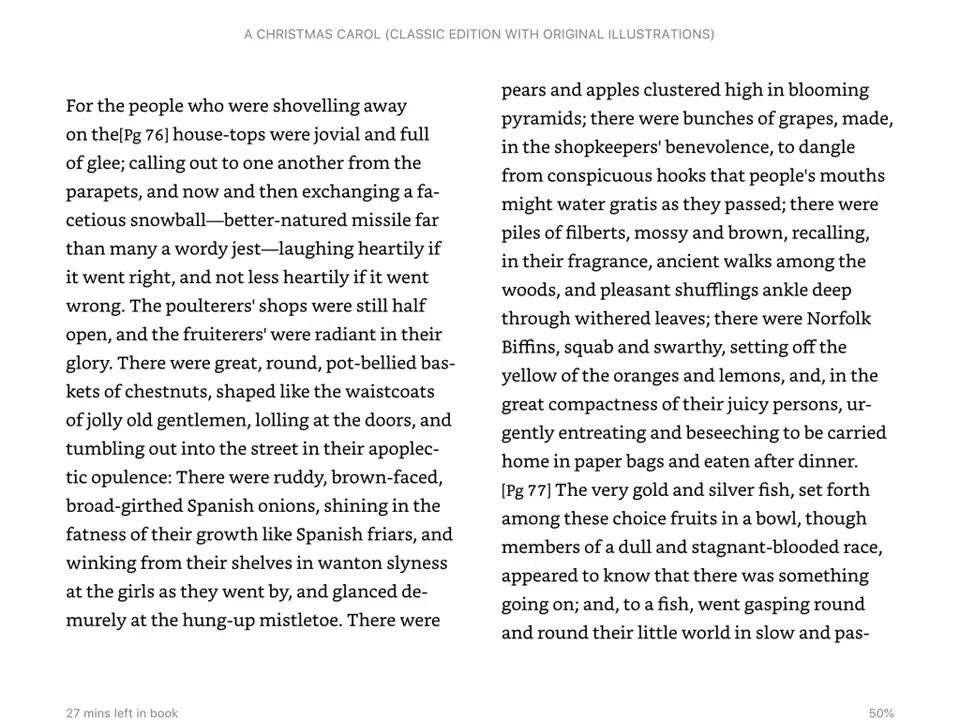 A CHRISTMAS CAROL (CLASSIC EDITION WITH ORIGINAL ILLUSTRATIONS)
For the people who were shovelling away
on the[Pg 76] house-tops were jovial and full
of glee; calling out to one another from the
parapets, and now and then exchanging a fa-
cetious snowball—better-natured missile far
than many a wordy jest—laughing heartily if
it went right, and not less heartily if it went
wrong. The poulterers' shops were still half
open, and the fruiterers' were radiant in their
glory. There were great, round, pot-bellied bas-
kets of chestnuts, shaped like the waistcoats
of jolly old gentlemen, lolling at the doors, and
tumbling out into the street in their apoplec-
tic opulence: There were ruddy, brown-faced,
broad-girthed Spanish onions, shining in the
fatness of their growth like Spanish friars, and
winking from their shelves in wanton slyness
at the girls as they went by, and glanced de-
murely at the hung-up mistletoe. There were
pears and apples clustered high in blooming
pyramids; there were bunches of grapes, made,
in the shopkeepers' benevolence, to dangle
from conspicuous hooks that people's mouths
might water gratis as they passed; there were
piles of filberts, mossy and brown, recalling,
in their fragrance, ancient walks among the
woods, and pleasant shufflings ankle deep
through withered leaves; there were Norfolk
Biffins, squab and swarthy, setting off the
yellow of the oranges and lemons, and, in the
great compactness of their juicy persons, ur-
gently entreating and beseeching to be carried
home in paper bags and eaten after dinner.
[Pg 77] The very gold and silver fish, set forth
among these choice fruits in a bowl, though
members of a dull and stagnant-blooded race,
appeared to know that there was something
going on; and, to a fish, went gasping round
and round their little world in slow and pas-
27 mins left in book
50%